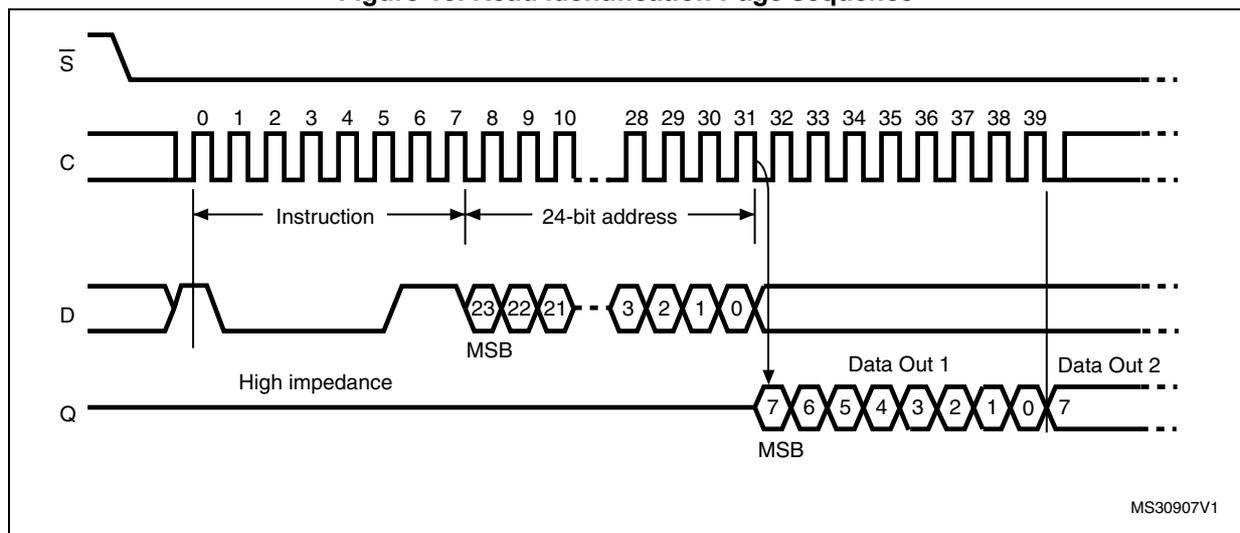 S
0 1 2 3 4 5 6 7 8 9 10 28 29 30 31 32 33 34 35 36 37 38 39
C
Instruction 24-bit address
D
23 22 21 3 2 1 0
MSB
High impedance
Data Out 1 Data Out 2
Q
7 6 5 4 3 2 1 0 7
MSB
MS30907V1